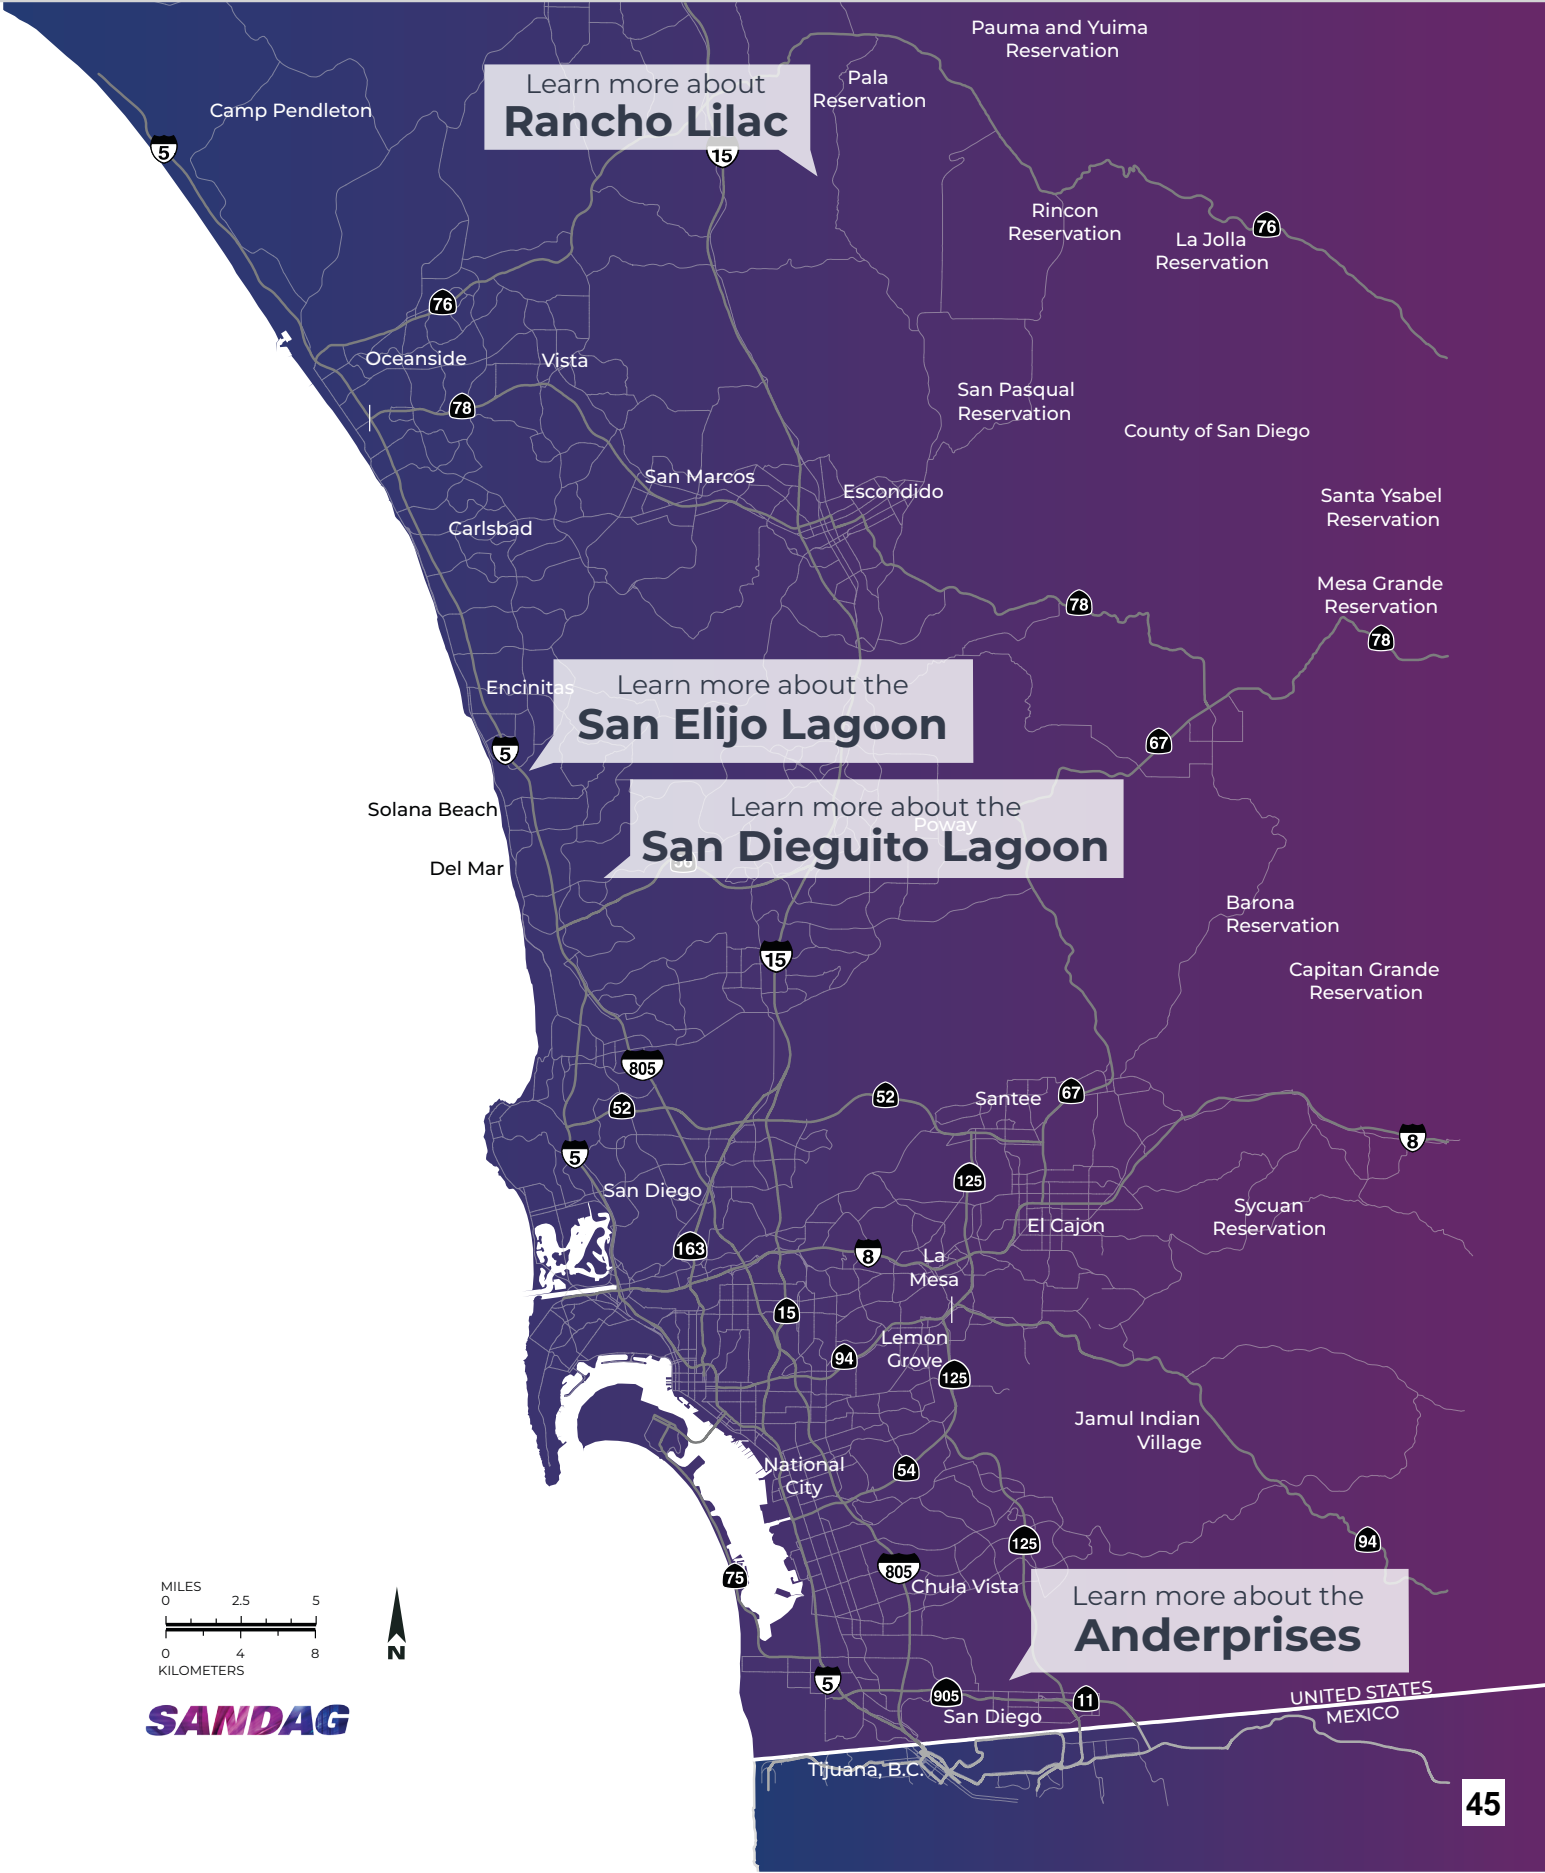 Pauma and Yuima
Reservation
Learn more about
Rancho Lilac
Pala
Reservation
Camp Pendleton
5
15
Rincon
Reservation
76
La Jolla
Reservation
76
Oceanside
Vista
78
San Pasqual
Reservation
County of San Diego
San Marcos
Escondido
Santa Ysabel
Reservation
Carlsbad
Mesa Grande
Reservation
78
78
Encinitas
Learn more about the
San Elijo Lagoon
5
67
Solana Beach
Learn more about the
Poway
San Dieguito Lagoon
56
Del Mar
Barona
Reservation
15
Capitan Grande
Reservation
805
52
52
Santee
67
5
8
125
San Diego
Sycuan
Reservation
El Cajon
163
8
La
Mesa
15
Lemon
Grove
94
125
Jamul Indian
Village
National
City
54
125
94
805
75
Chula Vista
MILES
0 2.5 5
0 4 8
KILOMETERS
N
Learn more about the
Anderprises
5
905
11
San Diego
UNITED STATES
MEXICO
SANDAG
Tijuana, B.C.
45